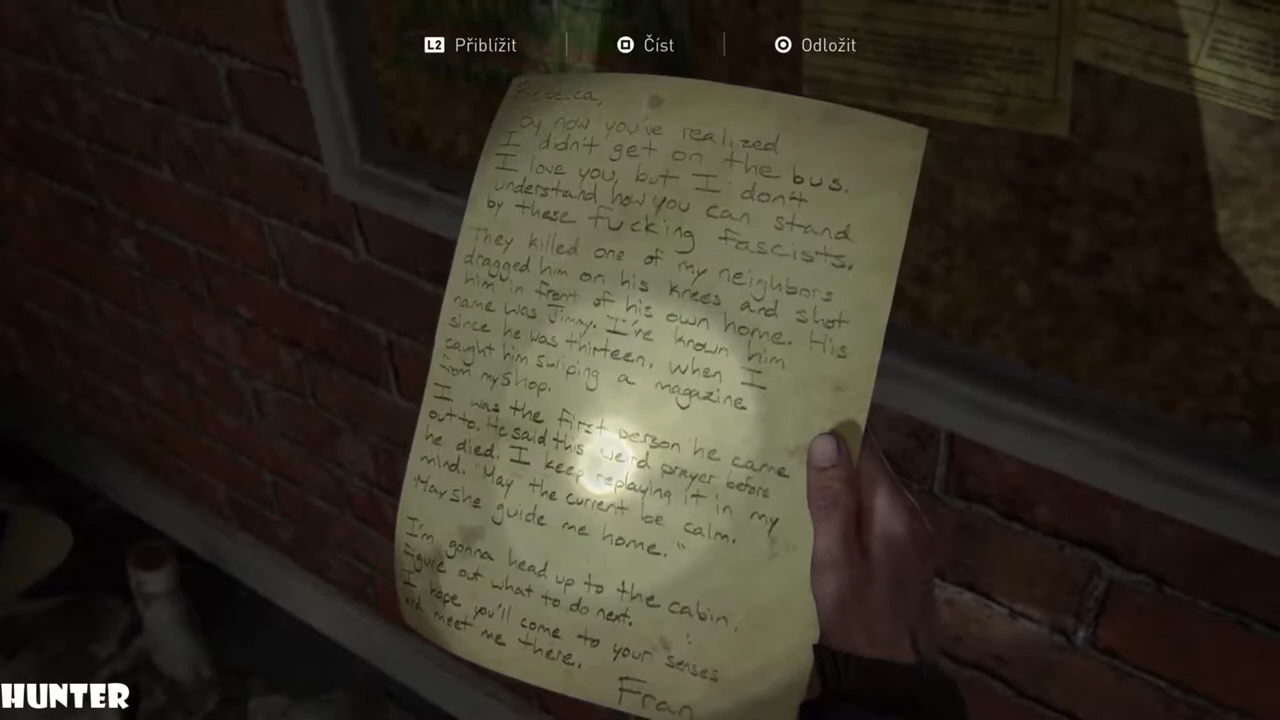 L2 Přiblížit
Číst
Odložit
Rebecca,
By now you've realized
I didn't get on the bus.
I love you, but I don't
understand how you can stand
by these fucking fascists.
They killed one of my neighbors
dragged him on his knees and shot
him in front of his own home. His
name was Jimmy. I've known him
since he was thirteen, when I
caught him swiping a magazine
from my shop.
I was the first person he came
out to. He said this weird prayer before
he died. I keep replaying it in my
mind. "May the current be calm.
May she guide me home."
I'm gonna head up to the cabin,
figure out what to do next.
I hope you'll come to your senses
and meet me there.
Fran
HUNTER